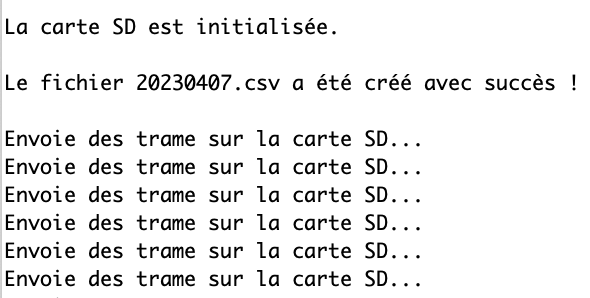 La carte SD est initialisée.
Le fichier 20230407.csv a été créé avec succès !
Envoie des trame sur la carte SD...
Envoie des trame sur la carte SD...
Envoie des trame sur la carte SD...
Envoie des trame sur la carte SD...
Envoie des trame sur la carte SD...
Envoie des trame sur la carte SD...